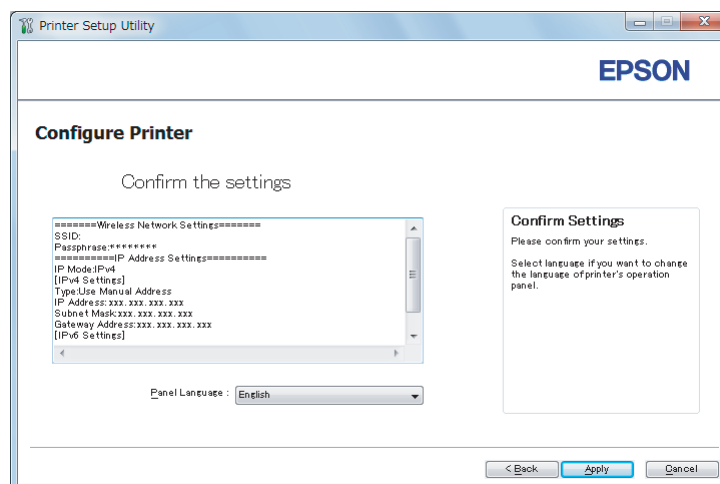 Printer Setup Utility
EPSON
Configure Printer
Confirm the settings
=======Wireless Network Settings=======
SSID:
Passphrase:********
==========IP Address Settings==========
IP Mode:IPv4
[IPv4 Settings]
Type:Use Manual Address
IP Address:xxx.xxx.xxx.xxx
Subnet Mask:xxx.xxx.xxx.xxx
Gateway Address:xxx.xxx.xxx.xxx
[IPv6 Settings]
Panel Language :
English
Confirm Settings
Please confirm your settings.
Select language if you want to change
the language of printer's operation
panel.
< Back
Apply
Cancel